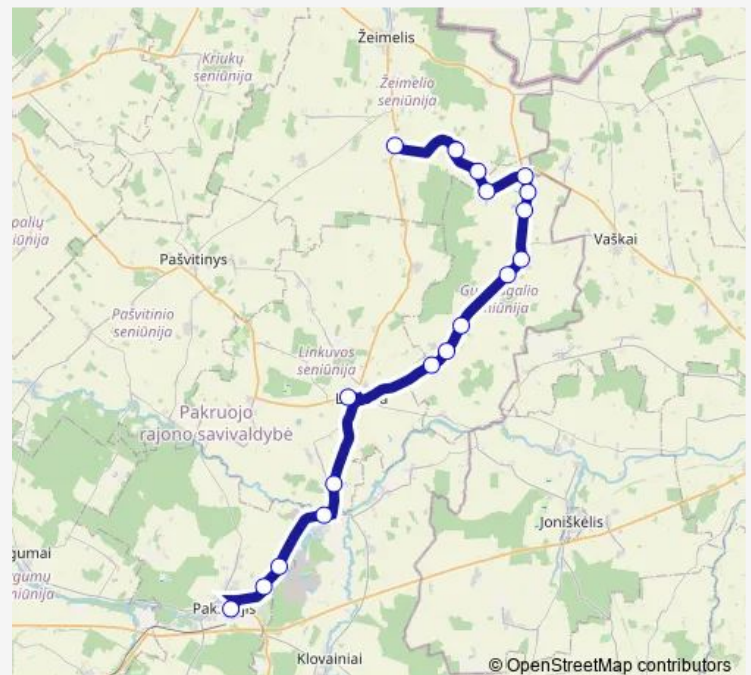 Žeimelis
Kriukų
seniūnija
Žeimelio
seniūnija
Vaškai
Pašvitinys
Pašvitinio
seniūnija
Linkuvos
seniūnija
Pakruojo
rajono savivaldybė
Joniškėlis
Klovainiai
© OpenStreetMap contributors